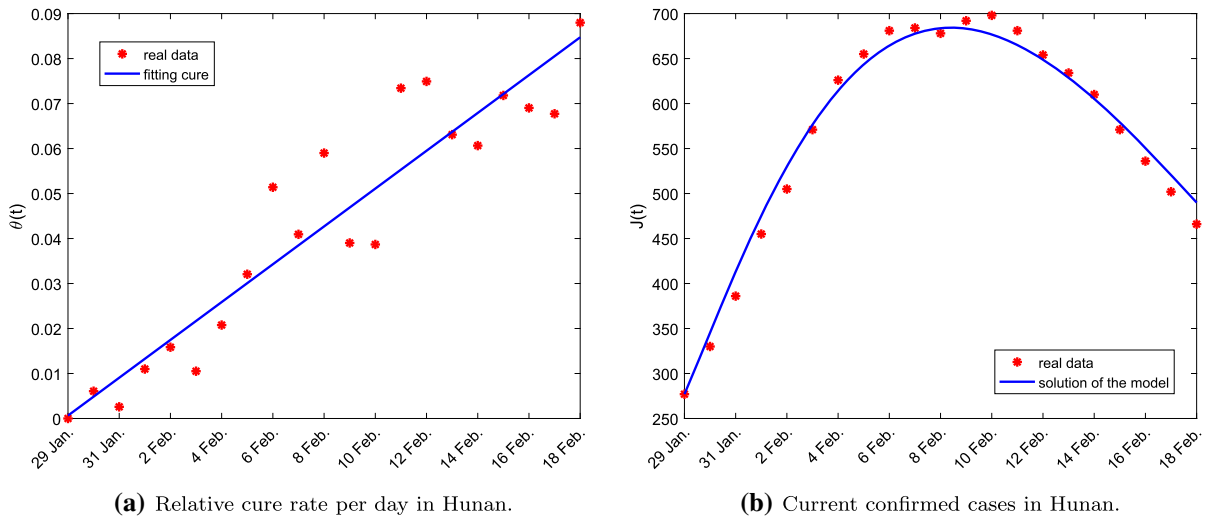 0.09
0.08
0.07
0.06
0.05
0.04
0.03
0.02
0.01
0
θ(t)
real data
fitting cure
29 Jan.
31 Jan.
2 Feb.
4 Feb.
6 Feb.
8 Feb.
10 Feb.
12 Feb.
14 Feb.
16 Feb.
18 Feb.
(a) Relative cure rate per day in Hunan.
700
650
600
550
500
450
400
350
300
250
J(t)
real data
solution of the model
29 Jan.
31 Jan.
2 Feb.
4 Feb.
6 Feb.
8 Feb.
10 Feb.
12 Feb.
14 Feb.
16 Feb.
18 Feb.
(b) Current confirmed cases in Hunan.